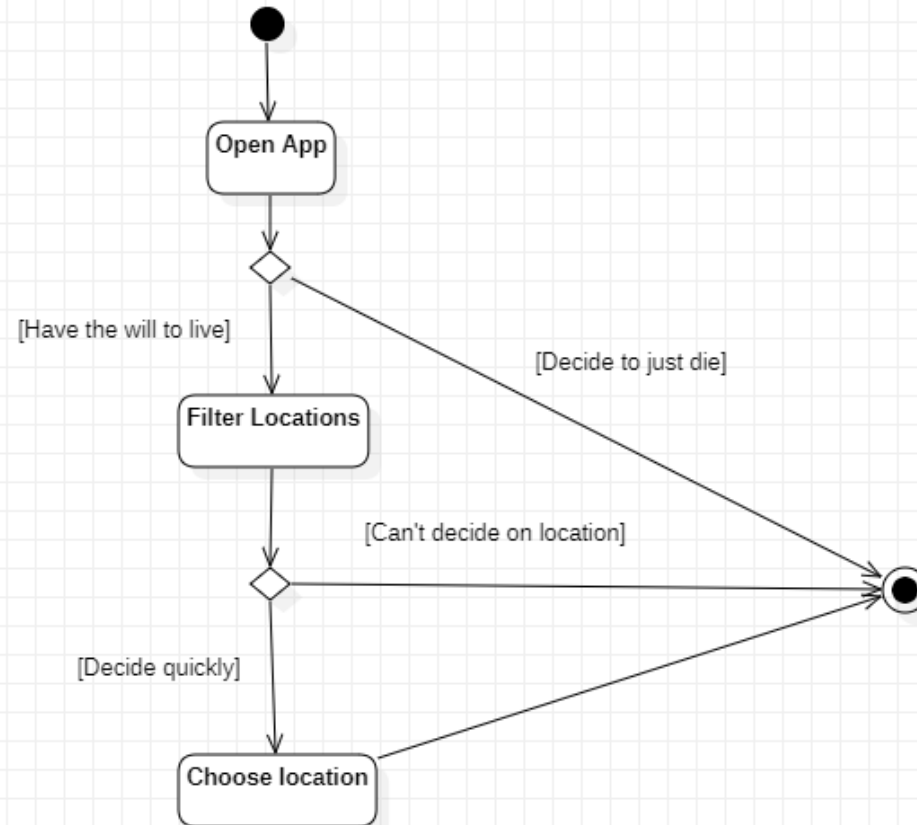 Open App
[Have the will to live]
[Decide to just die]
Filter Locations
[Can't decide on location]
[Decide quickly]
Choose location